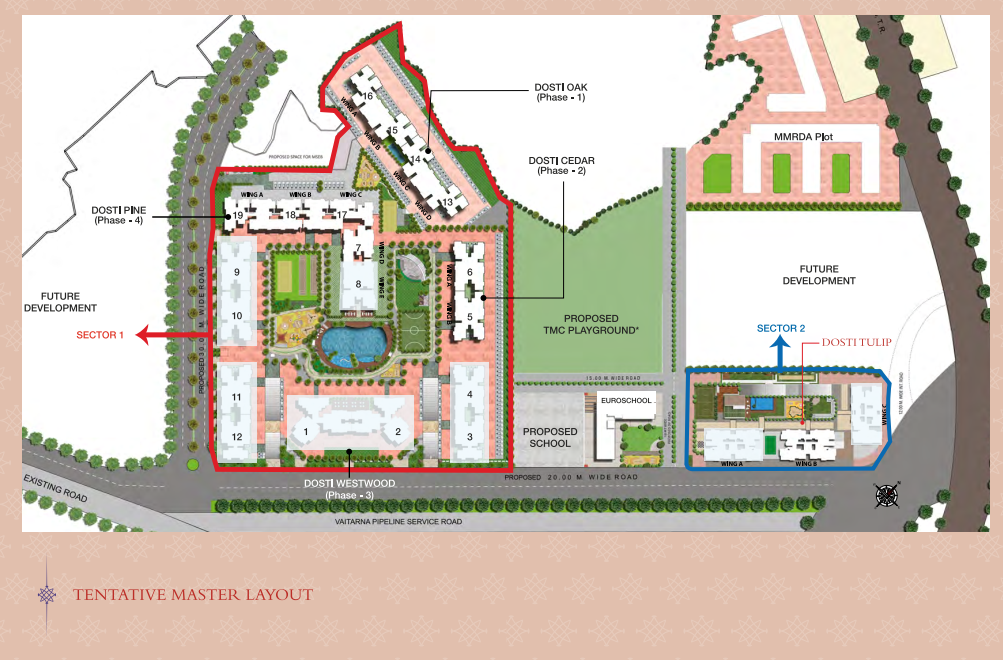 T.R.
DOSTI OAK
(Phase - 1)
16
WING A
15
WING B
14
WING C
13
WING D
MMRDA Plot
PROPOSED SPACE FOR MSEDL
DOSTI CEDAR
(Phase - 2)
WING A
WING B
WING C
DOSTI PINE
(Phase - 4)
19
18
17
7
WING D
WING E
8
9
10
6
WING A
5
WING B
FUTURE
DEVELOPMENT
SECTOR 1
PROPOSED 30.00 M. WIDE ROAD
PROPOSED
TMC PLAYGROUND*
FUTURE
DEVELOPMENT
SECTOR 2
DOSTI TULIP
15.00 M. WIDE ROAD
11
12
1
2
4
3
EUROSCHOOL
PROPOSED
SCHOOL
WING A
WING B
WING C
DOSTI WESTWOOD
(Phase - 3)
PROPOSED 20.00 M. WIDE ROAD
EXISTING ROAD
VAITARNA PIPELINE SERVICE ROAD
N
TENTATIVE MASTER LAYOUT